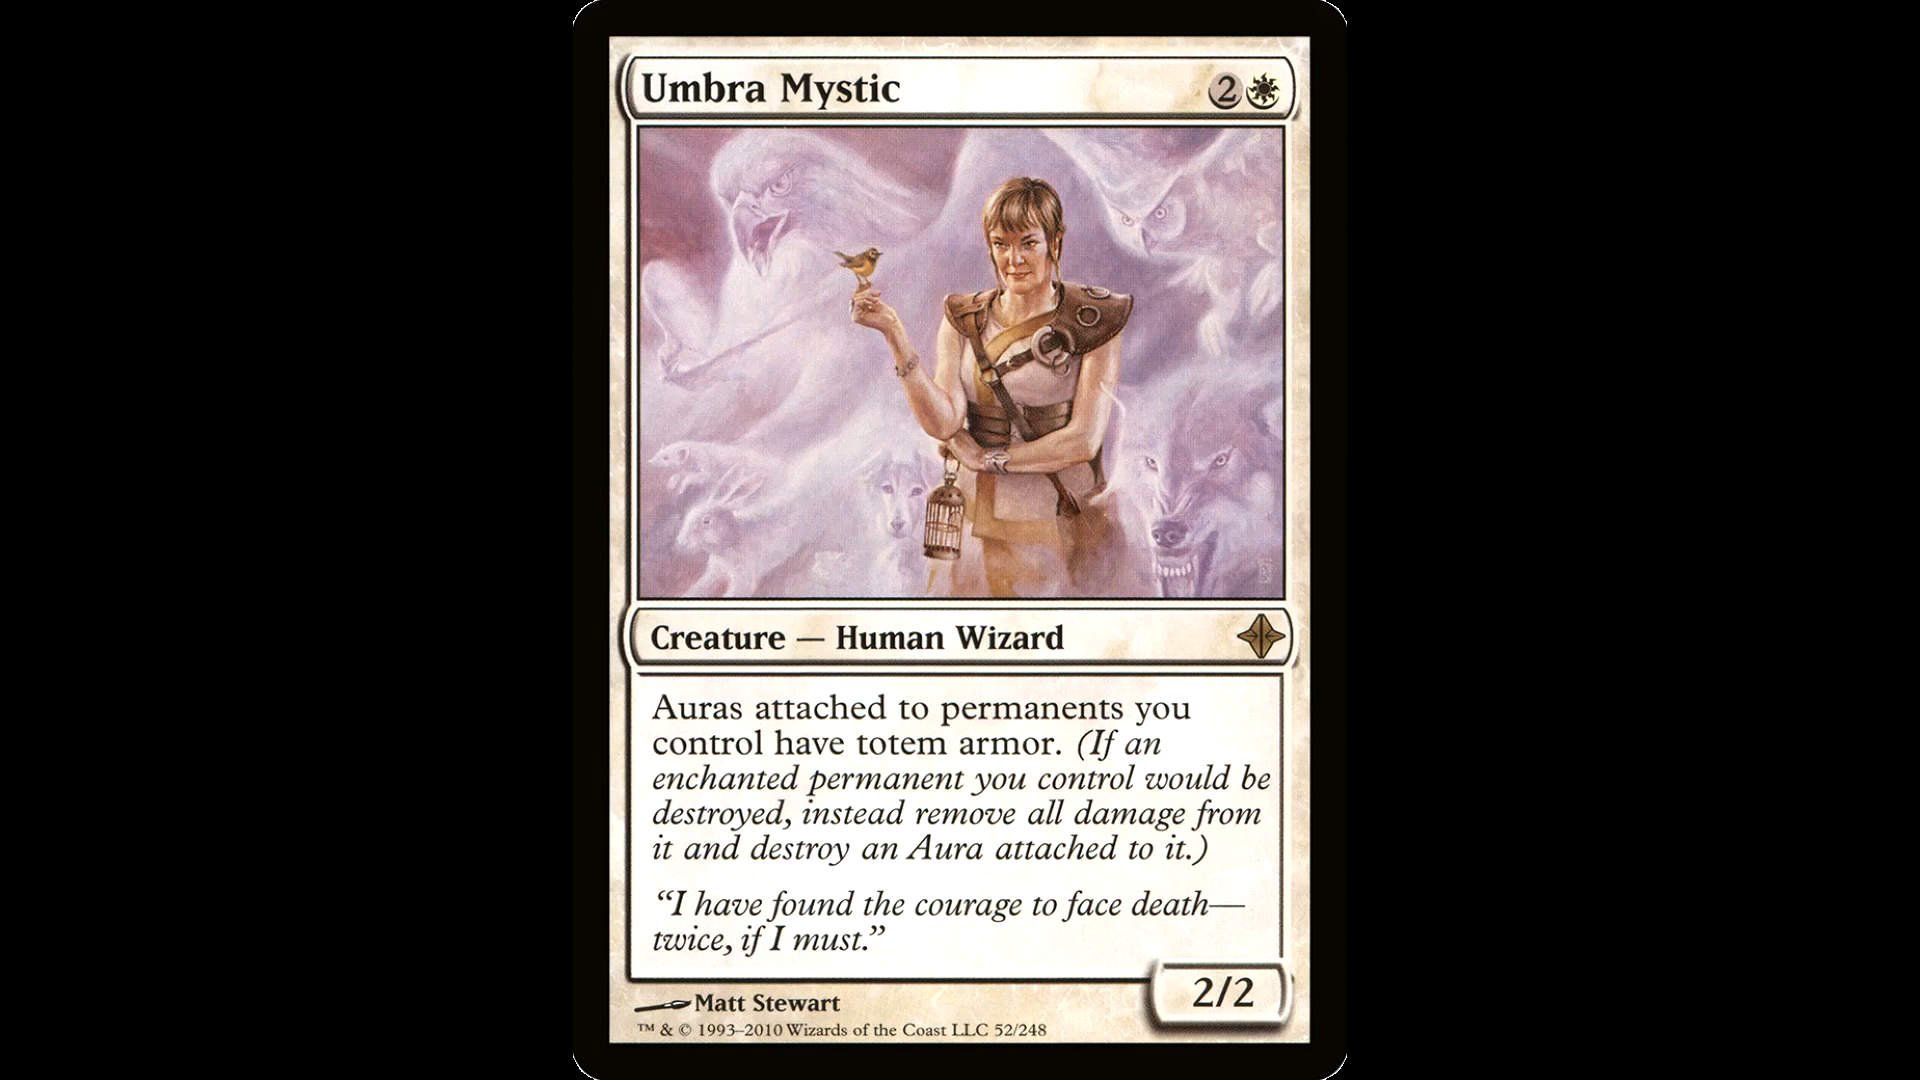 Umbra Mystic 2
Creature — Human Wizard
Auras attached to permanents you
control have totem armor. (If an
enchanted permanent you control would be
destroyed, instead remove all damage from
it and destroy an Aura attached to it.)
“I have found the courage to face death—
twice, if I must.”
2/2
Matt Stewart
™ & © 1993–2010 Wizards of the Coast LLC 52/248